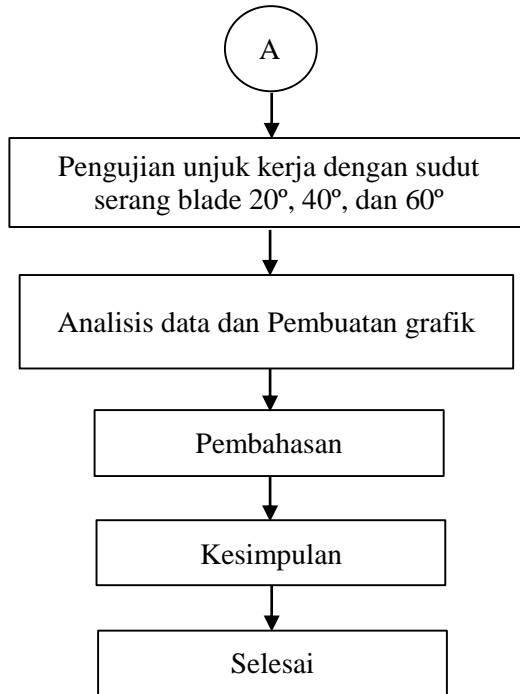 A
Pengujian unjuk kerja dengan sudut
serang blade 20º, 40º, dan 60º
Analisis data dan Pembuatan grafik
Pembahasan
Kesimpulan
Selesai